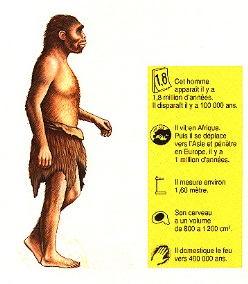 1,8
Cet homme
apparaît il y a
1,8 million d'années.
Il disparaît il y a 100 000 ans.
Il vit en Afrique.
Puis il se déplace
vers l'Asie et pénètre
en Europe, il y a
1 million d'années.
Il mesure environ
1,60 mètre.
Son cerveau
a un volume
de 800 à 1 200 cm³.
Il domestique le feu
vers 400 000 ans.